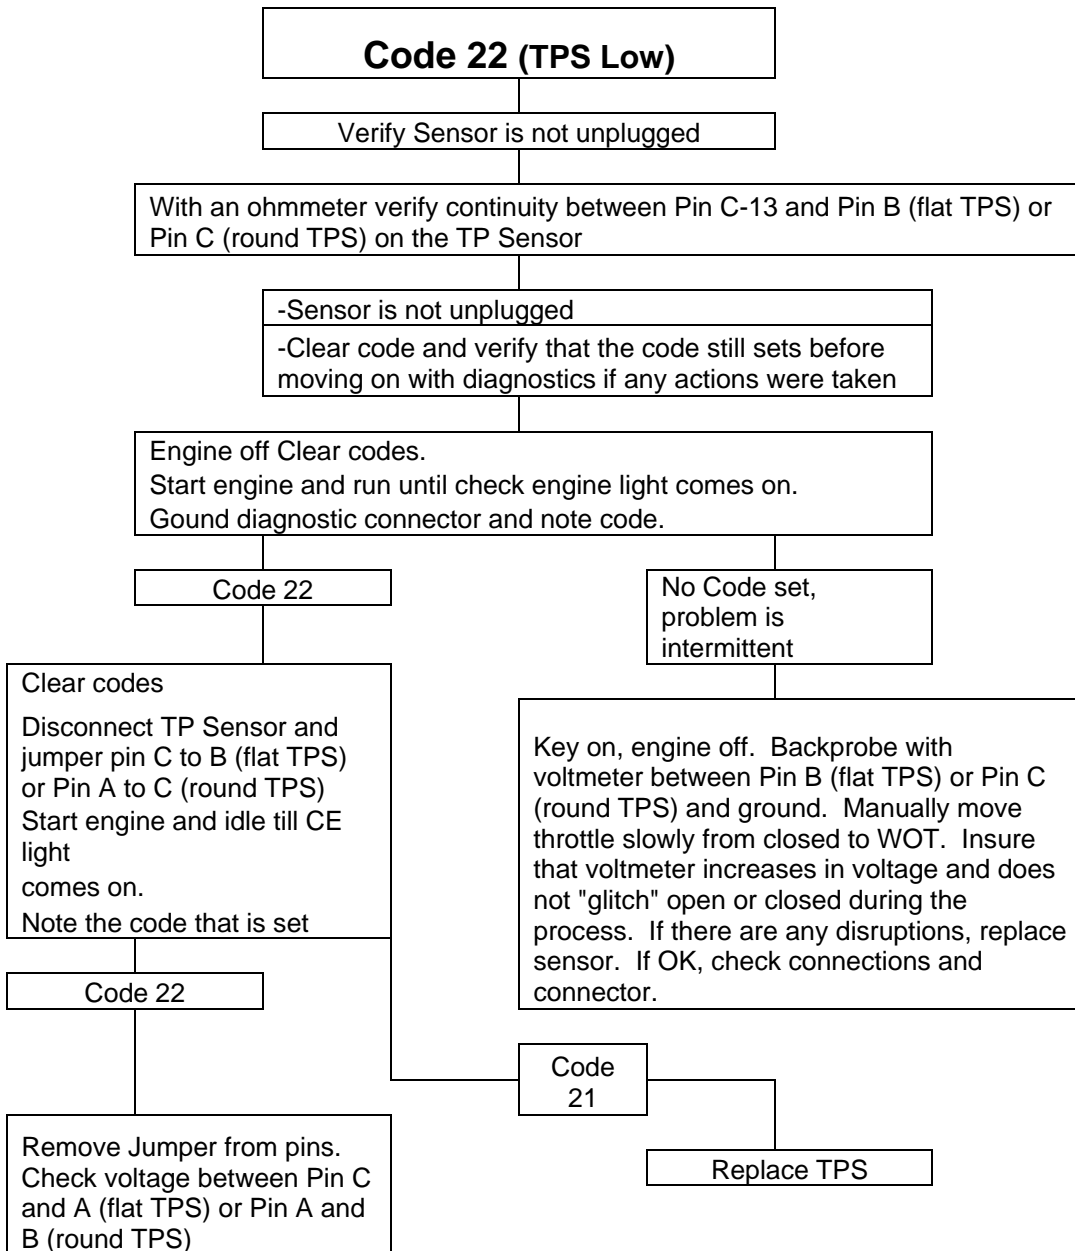 Code 22 (TPS Low)
Verify Sensor is not unplugged
With an ohmmeter verify continuity between Pin C-13 and Pin B (flat TPS) or
Pin C (round TPS) on the TP Sensor
-Sensor is not unplugged
-Clear code and verify that the code still sets before
moving on with diagnostics if any actions were taken
Engine off Clear codes.
Start engine and run until check engine light comes on.
Gound diagnostic connector and note code.
Code 22
No Code set,
problem is
intermittent
Clear codes
Disconnect TP Sensor and
jumper pin C to B (flat TPS)
or Pin A to C (round TPS)
Start engine and idle till CE
light
comes on.
Note the code that is set
Key on, engine off.  Backprobe with
voltmeter between Pin B (flat TPS) or Pin C
(round TPS) and ground.  Manually move
throttle slowly from closed to WOT.  Insure
that voltmeter increases in voltage and does
not "glitch" open or closed during the
process.  If there are any disruptions, replace
sensor.  If OK, check connections and
connector.
Code 22
Code
21
Replace TPS
Remove Jumper from pins.
Check voltage between Pin C
and A (flat TPS) or Pin A and
B (round TPS)